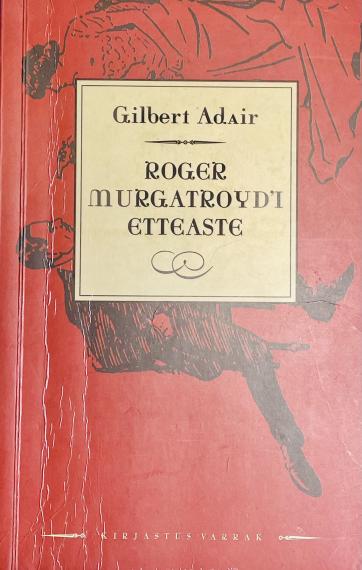 Gilbert Adair
ROGER
MURGATROYD'I
ETTEASTE
KIRJASTUS VARRAK